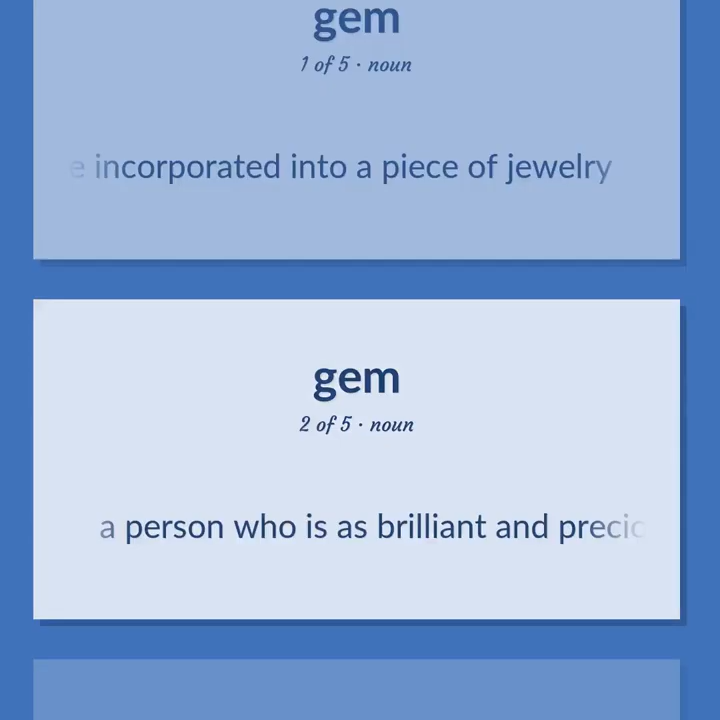 gem
1 of 5 · noun
e incorporated into a piece of jewelry
gem
2 of 5 · noun
a person who is as brilliant and precic